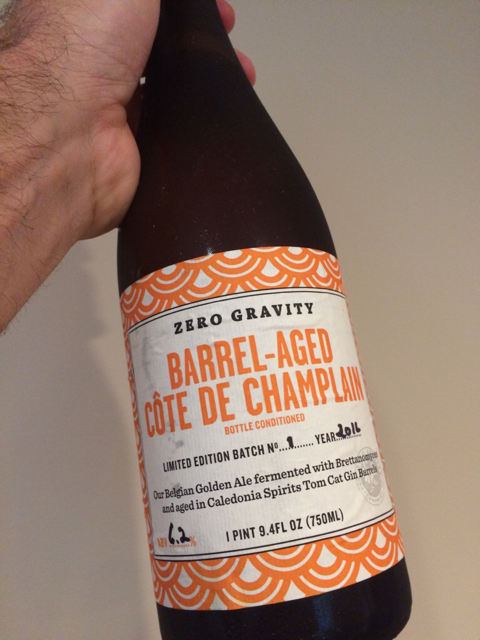 ZERO GRAVITY
BARREL-AGED
CÔTE DE CHAMPLAIN
BOTTLE CONDITIONED
LIMITED EDITION BATCH Nº...1....... YEAR 2016
Our Belgian Golden Ale fermented with Brettanomyces
and aged in Caledonia Spirits Tom Cat Gin Barrels
ABV 6.2%
1 PINT 9.4FL OZ (750ML)